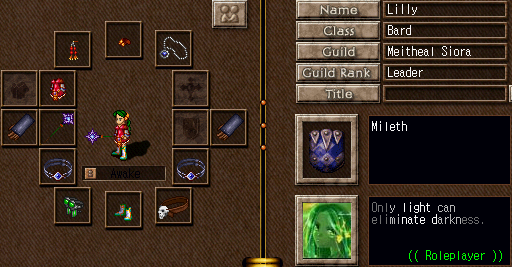 Name Lilly
Class Bard
Guild Meitheal Siora
Guild Rank Leader
Title
Mileth
Awake
Only light can
eliminate darkness.
(( Roleplayer ))